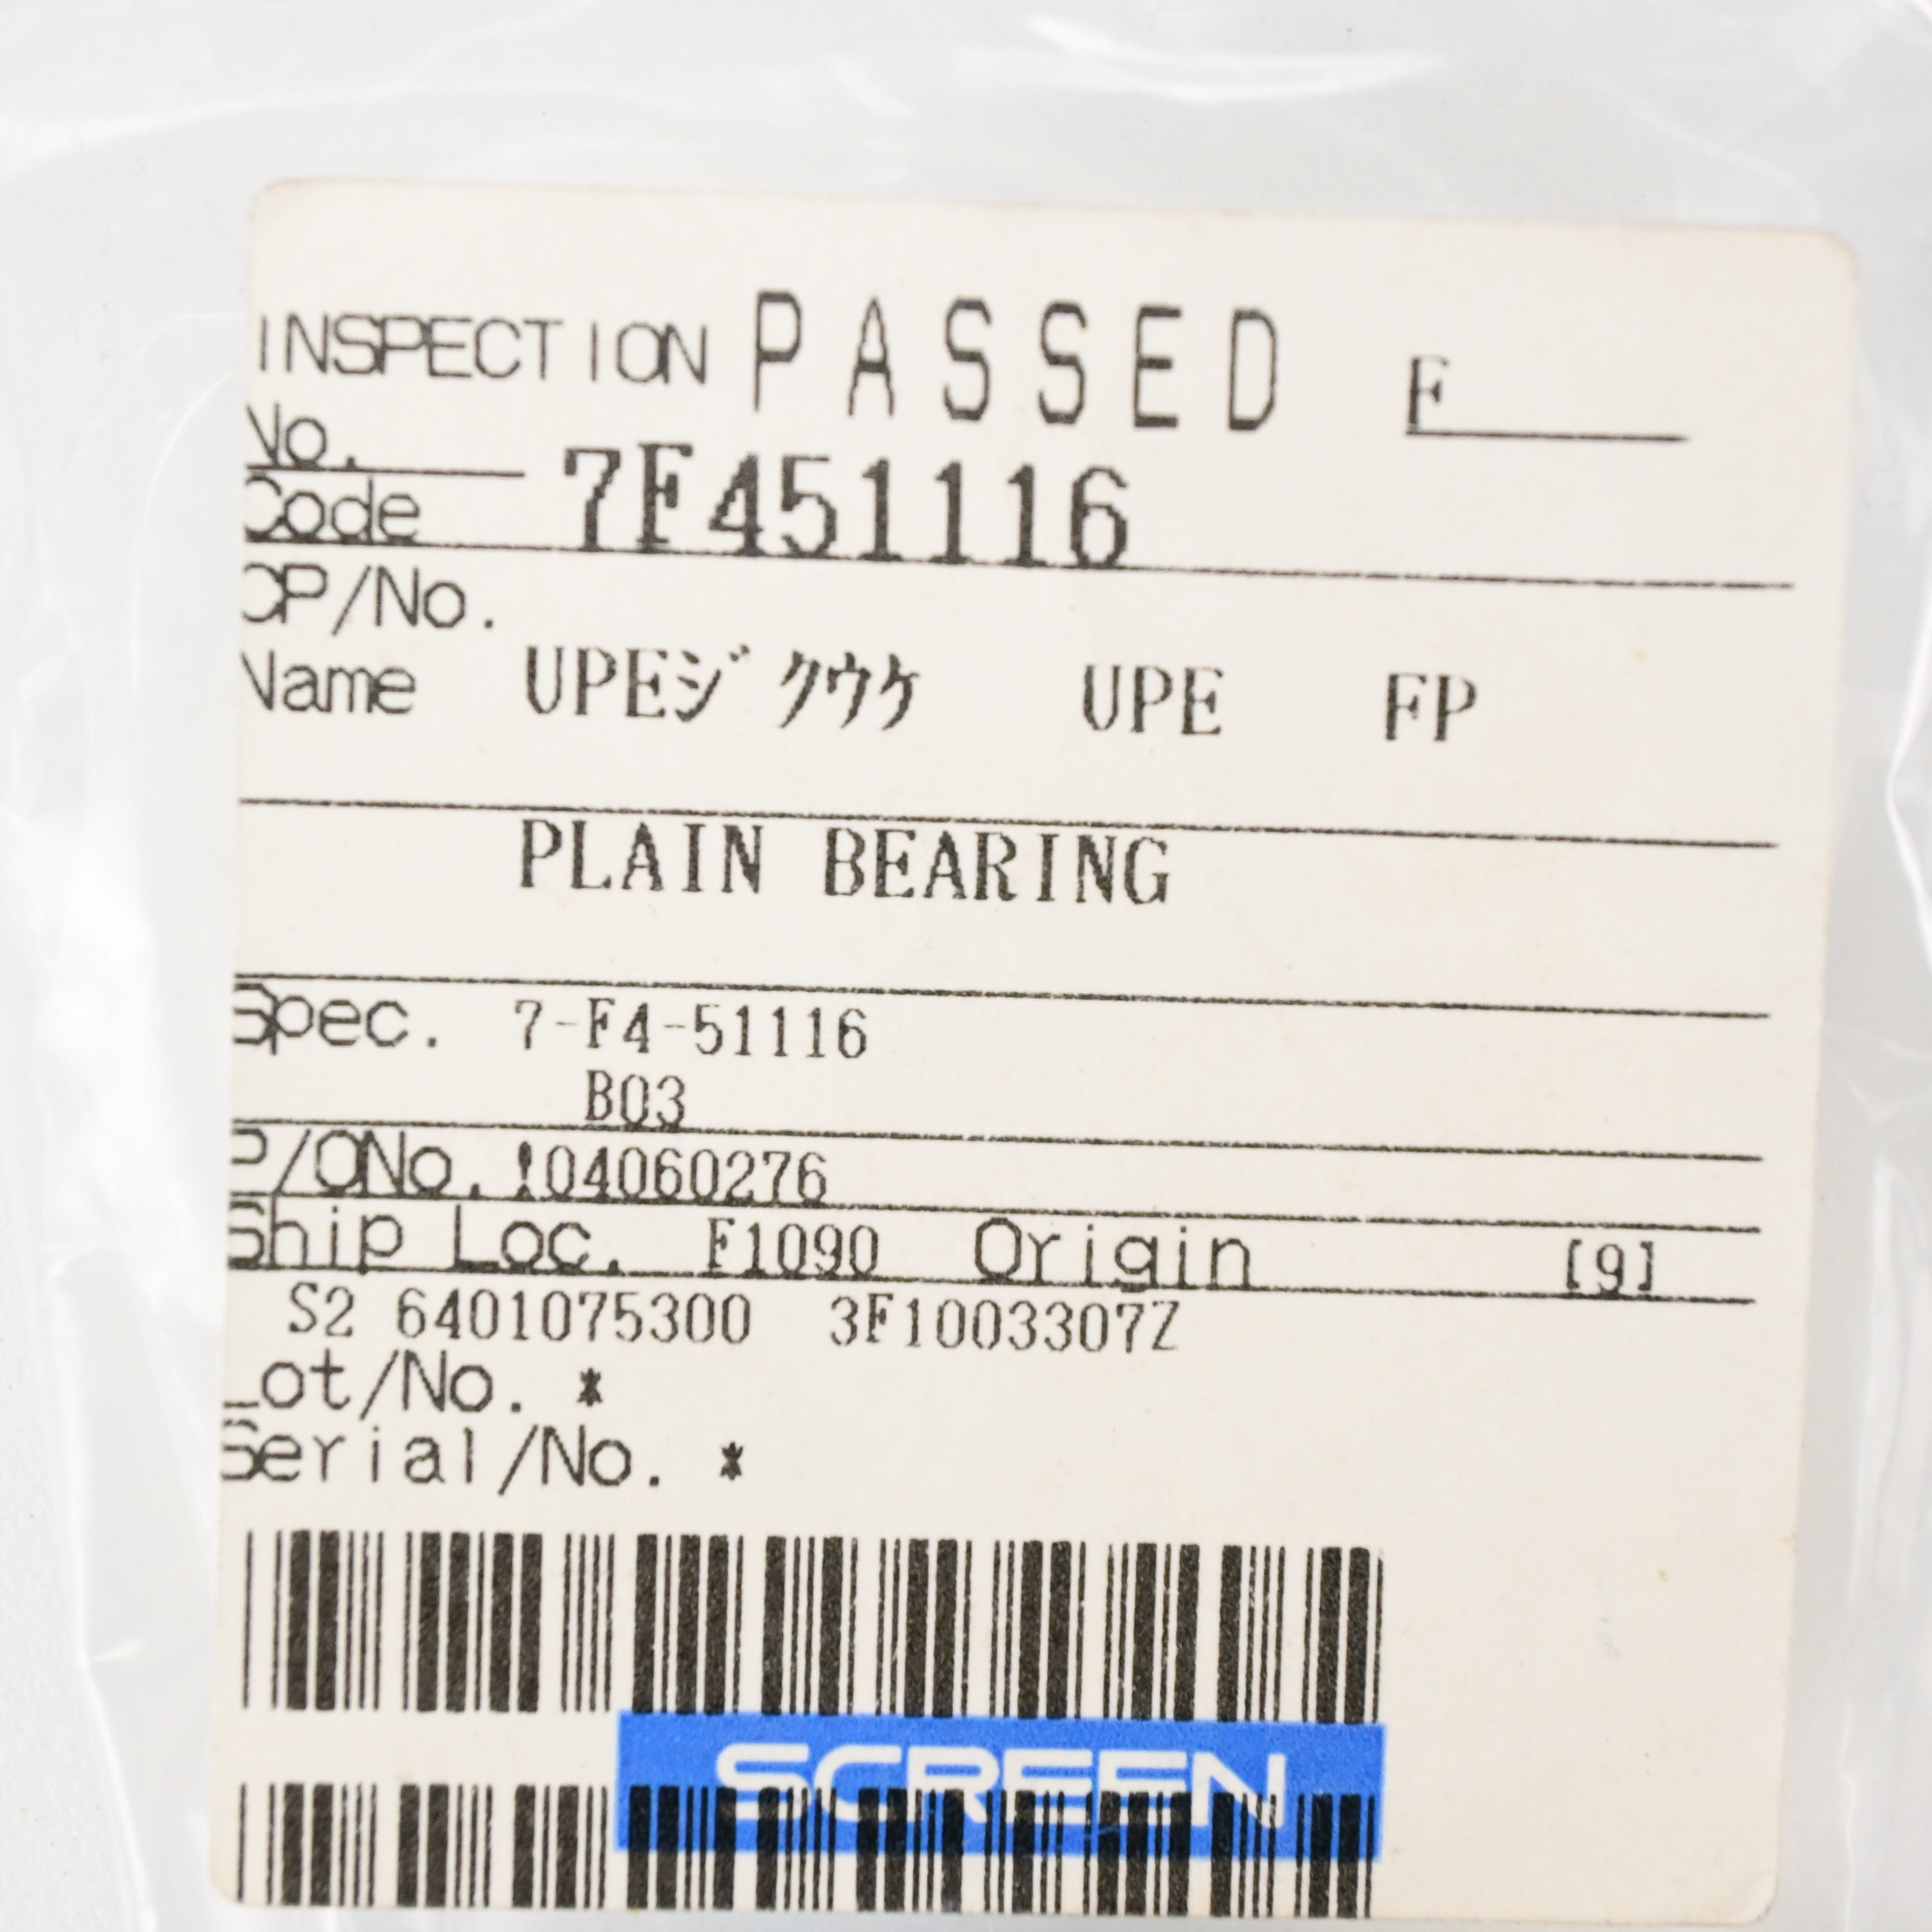 INSPECTION PASSED F
No.
Code 7F451116
CP/No.
Name UPEジクウケ UPE FP
PLAIN BEARING
Spec. 7-F4-51116
B03
P/ONo. !04060276
Ship Loc. F1090 Origin [9]
S2 6401075300 3F1003307Z
Lot/No. *
Serial/No. *
SCREEN